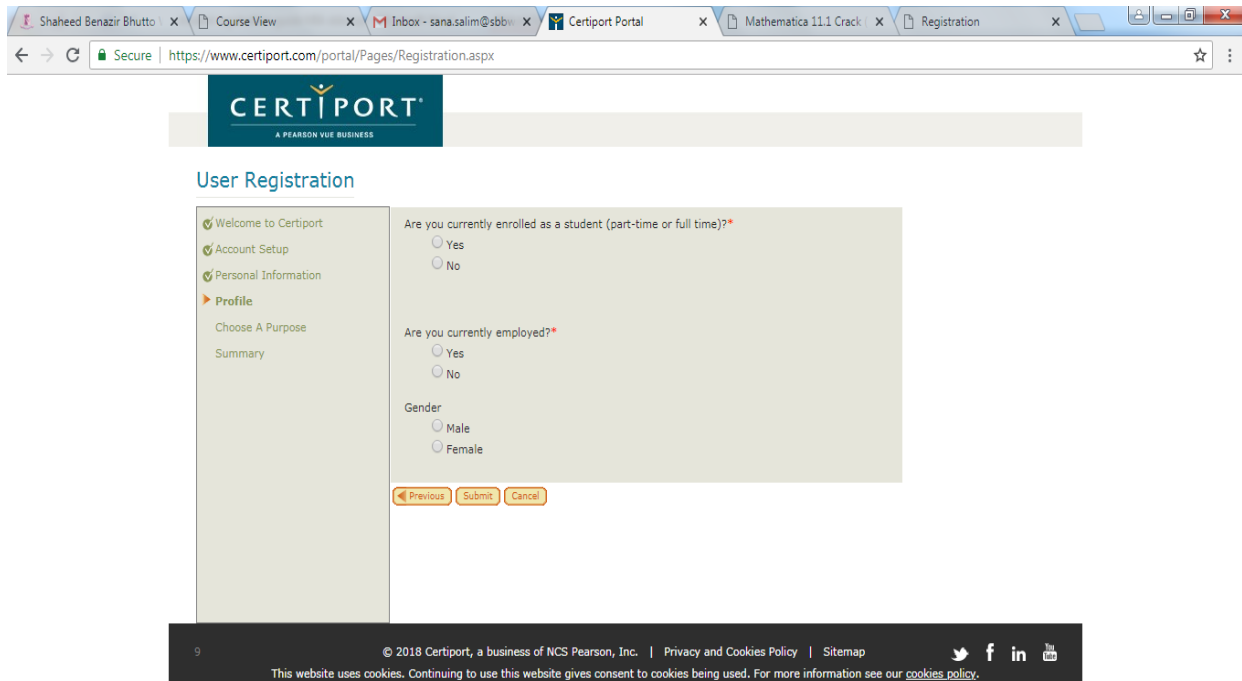 Shaheed Benazir Bhutto
Course View
Inbox - sana.salim@sbbw
Certiport Portal
Mathematica 11.1 Crack
Registration
Secure | https://www.certiport.com/portal/Pages/Registration.aspx
CERTIPORT®
A PEARSON VUE BUSINESS
User Registration
Welcome to Certiport
Account Setup
Personal Information
Profile
Choose A Purpose
Summary
Are you currently enrolled as a student (part-time or full time)?*
Yes
No
Are you currently employed?*
Yes
No
Gender
Male
Female
Previous
Submit
Cancel
9
© 2018 Certiport, a business of NCS Pearson, Inc. | Privacy and Cookies Policy | Sitemap
f in You Tube
This website uses cookies. Continuing to use this website gives consent to cookies being used. For more information see our cookies policy.